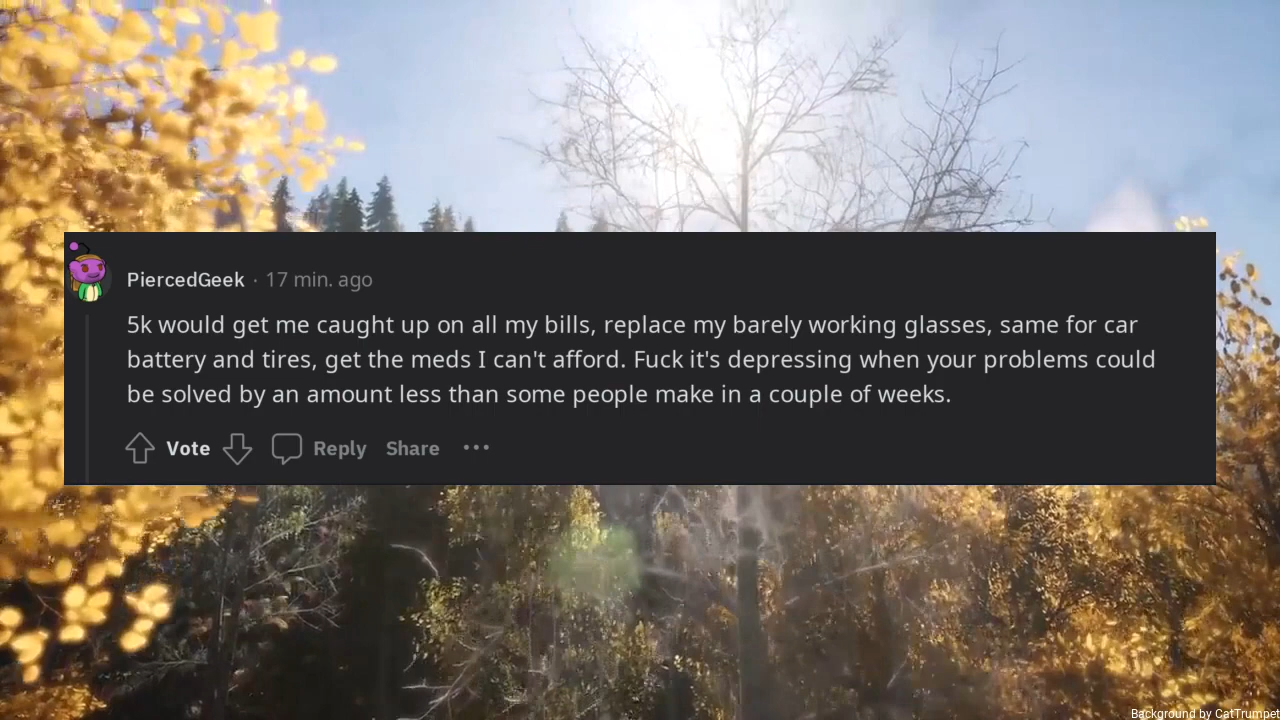 PiercedGeek · 17 min. ago
5k would get me caught up on all my bills, replace my barely working glasses, same for car
battery and tires, get the meds I can't afford. Fuck it's depressing when your problems could
be solved by an amount less than some people make in a couple of weeks.
Vote Reply Share ···
Background by CatTrumpet